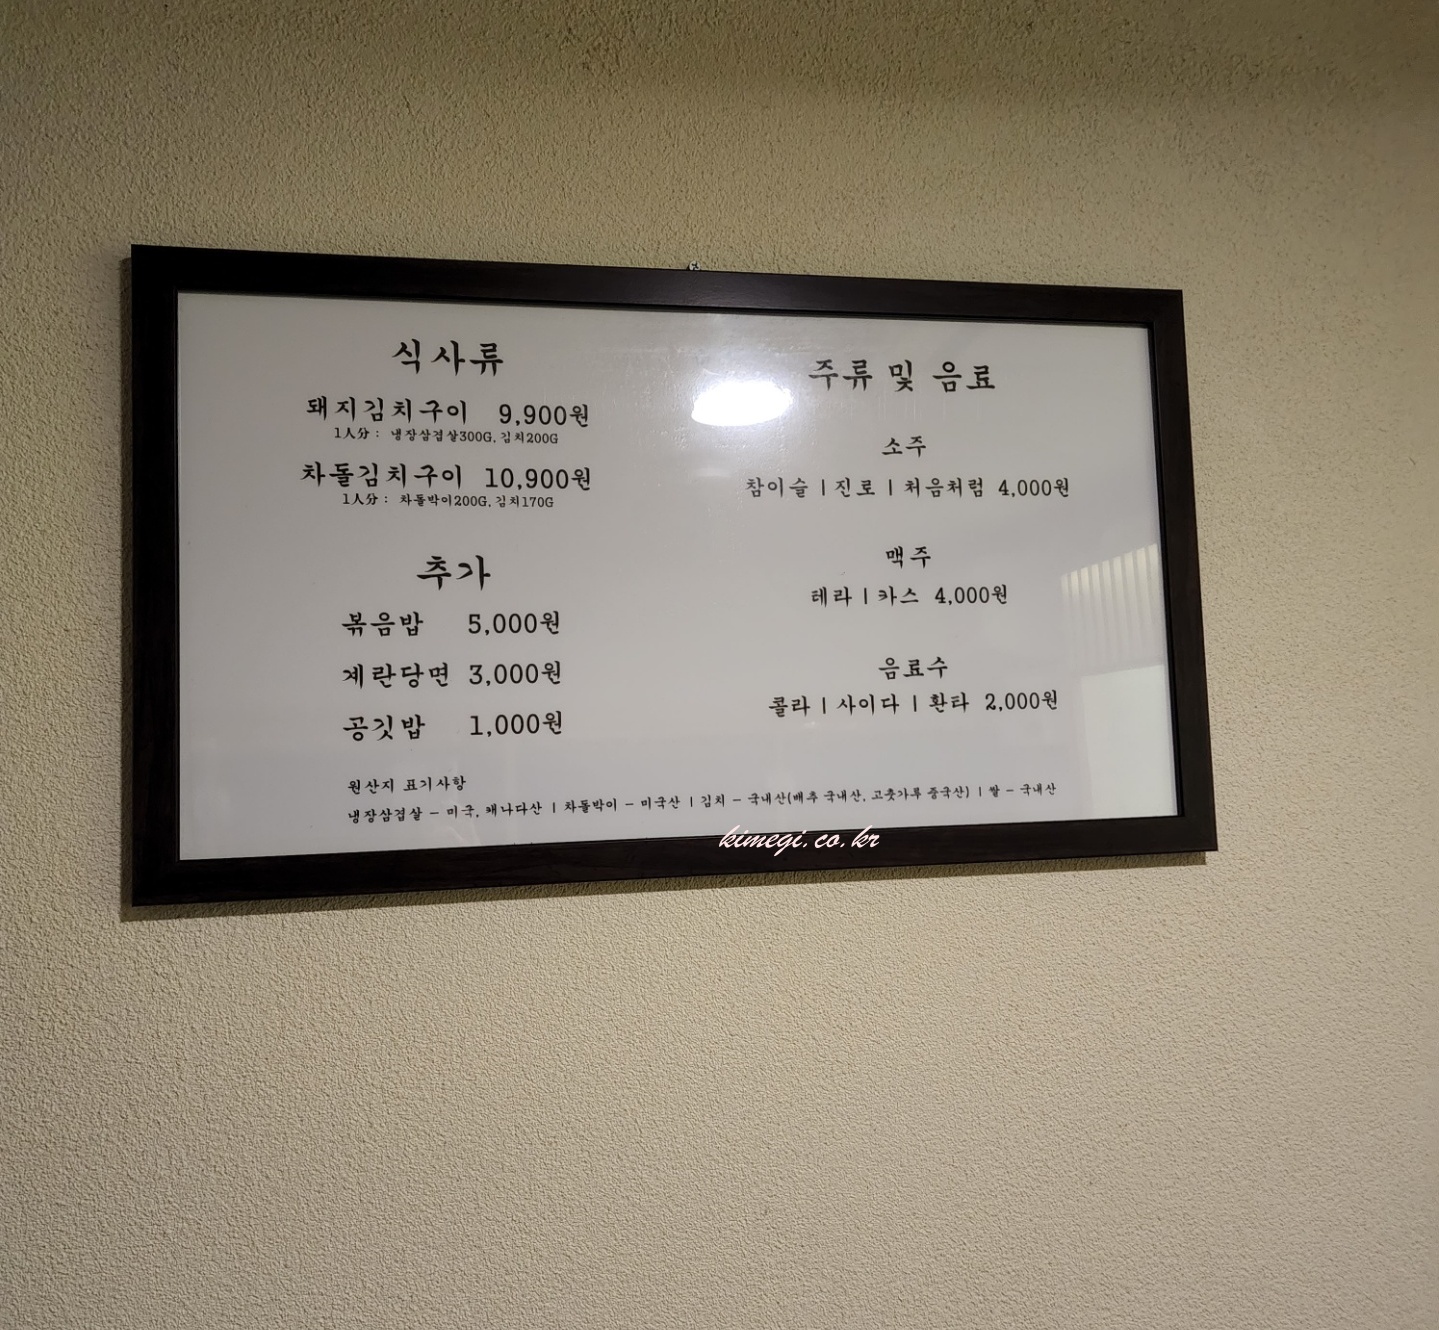 식사류
돼지김치구이 9,900원
1人分 : 냉장삼겹살300G, 김치200G
차돌김치구이 10,900원
1人分 : 차돌박이200G, 김치170G
추가
볶음밥 5,000원
계란당면 3,000원
공깃밥 1,000원
주류 및 음료
소주
참이슬 | 진로 | 처음처럼 4,000원
맥주
테라 | 카스 4,000원
음료수
콜라 | 사이다 | 환타 2,000원
원산지 표기사항
냉장삼겹살 - 미국, 캐나다산 | 차돌박이 - 미국산 | 김치 - 국내산(배추 국내산, 고춧가루 중국산) | 쌀 - 국내산
kimegi.co.kr